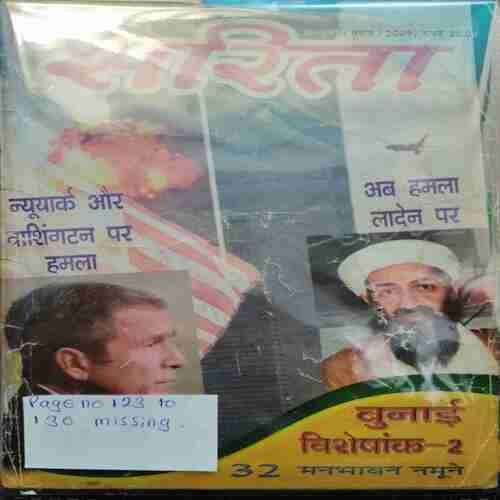 सरिता
न्यूयार्क और
वाशिंगटन पर
हमला
अब हमला
लादेन पर
Page no 123 to
130 missing.
बुनाई
विशेषांक-2
32 मनभावन नमूने